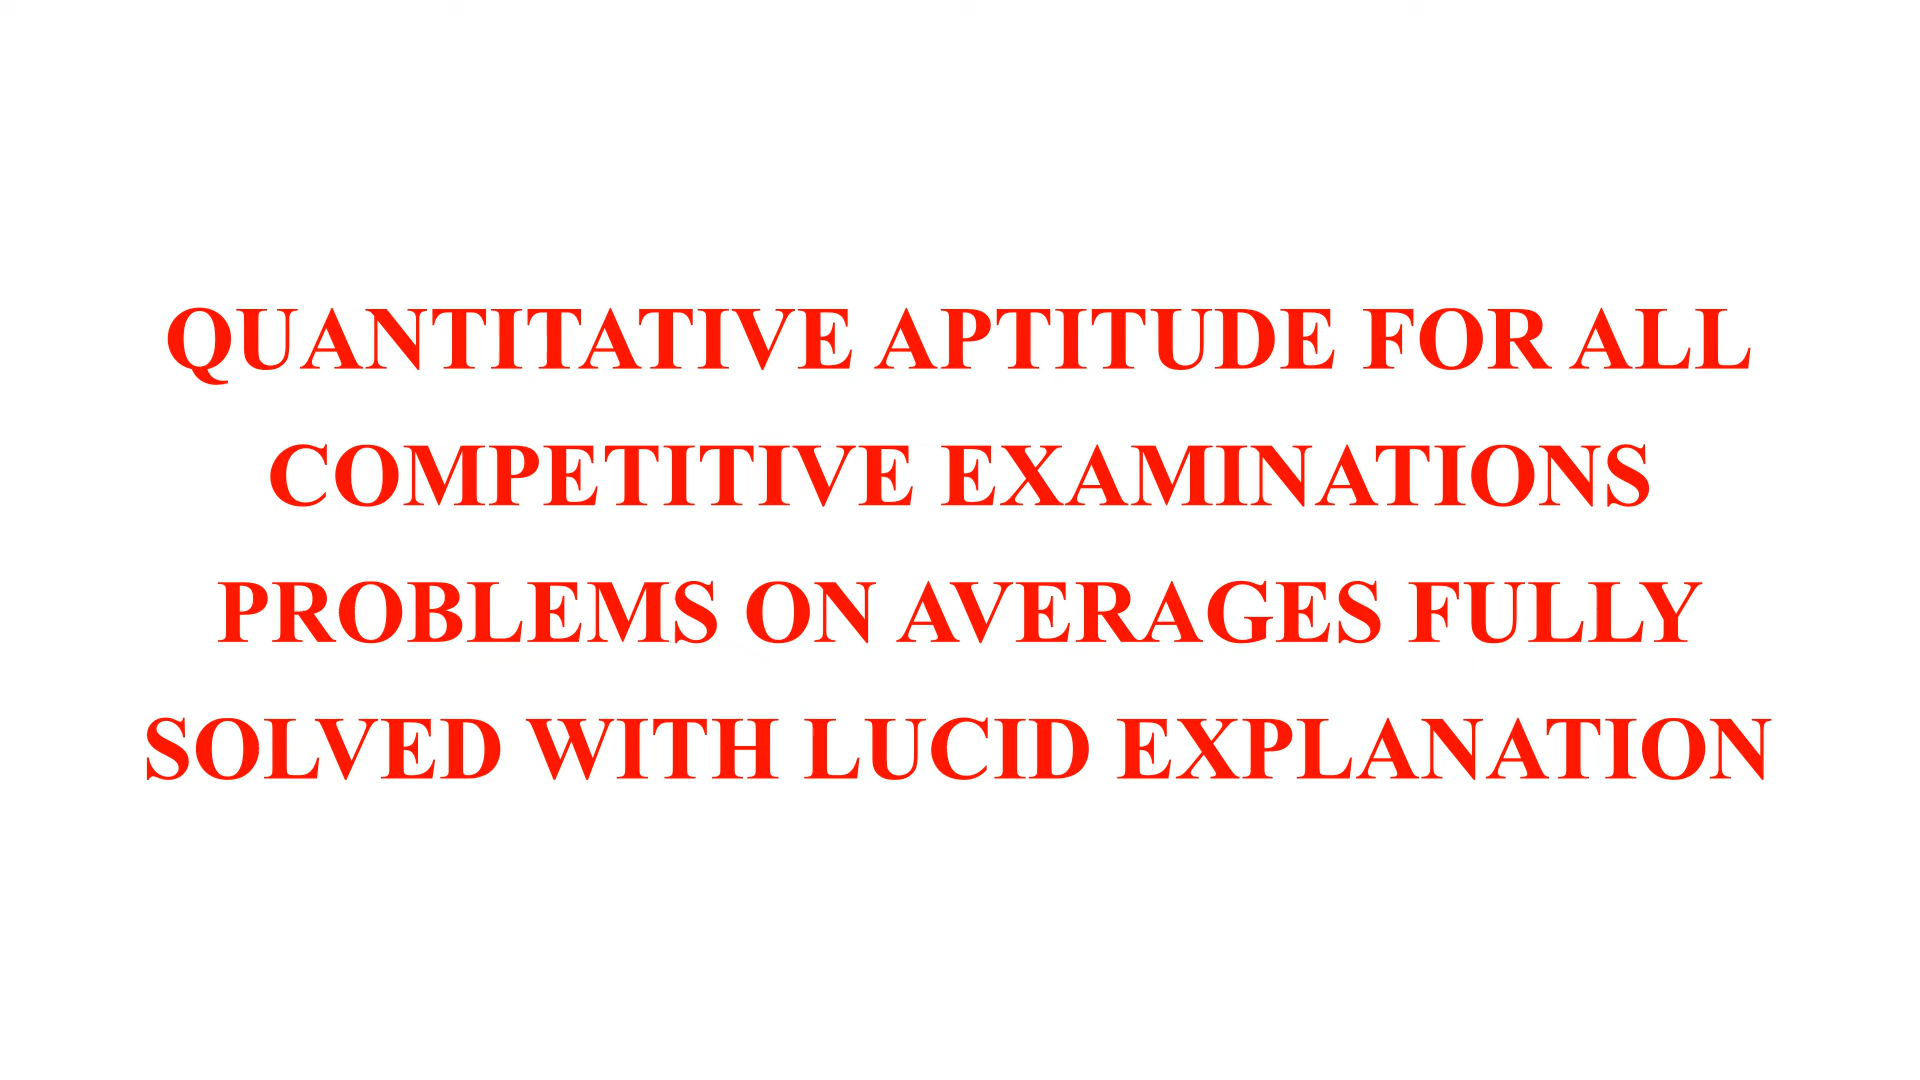 QUANTITATIVE APTITUDE FOR ALL
COMPETITIVE EXAMINATIONS
PROBLEMS ON AVERAGES FULLY
SOLVED WITH LUCID EXPLANATION